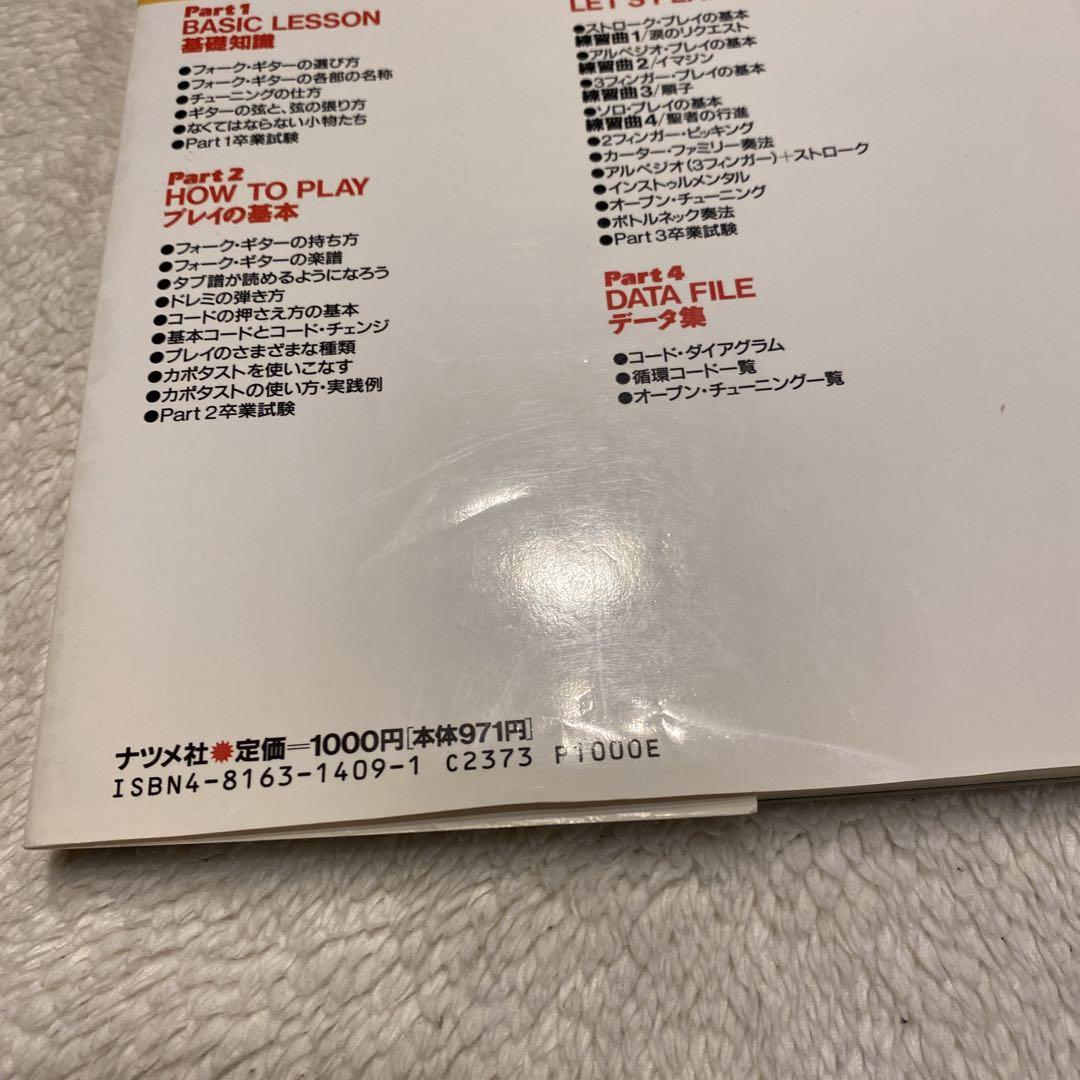 Part 1
BASIC LESSON
基礎知識
●フォーク・ギターの選び方
●フォーク・ギターの各部の名称
●チューニングの仕方
●ギターの弦と、弦の張り方
●なくてはならない小物たち
●Part 1卒業試験
Part 2
HOW TO PLAY
プレイの基本
●フォーク・ギターの持ち方
●フォーク・ギターの楽譜
●タブ譜が読めるようになろう
●ドレミの弾き方
●コードの押さえ方の基本
●基本コードとコード・チェンジ
●プレイのさまざまな種類
●カポタストを使いこなす
●カポタストの使い方・実践例
●Part 2卒業試験
●ストローク・プレイの基本
練習曲1/涙のリクエスト
●アルペジオ・プレイの基本
練習曲2/イマジン
●3フィンガー・プレイの基本
練習曲3/順子
●ソロ・プレイの基本
練習曲4/聖者の行進
●2フィンガー・ピッキング
●カーター・ファミリー奏法
●アルペジオ(3フィンガー)+ストローク
●インストゥルメンタル
●オープン・チューニング
●ボトルネック奏法
●Part 3卒業試験
Part 4
DATA FILE
データ集
●コード・ダイアグラム
●循環コード一覧
●オープン・チューニング一覧
ナツメ社✹定価=1000円[本体971円]
ISBN4-8163-1409-1 C2373 P1000E